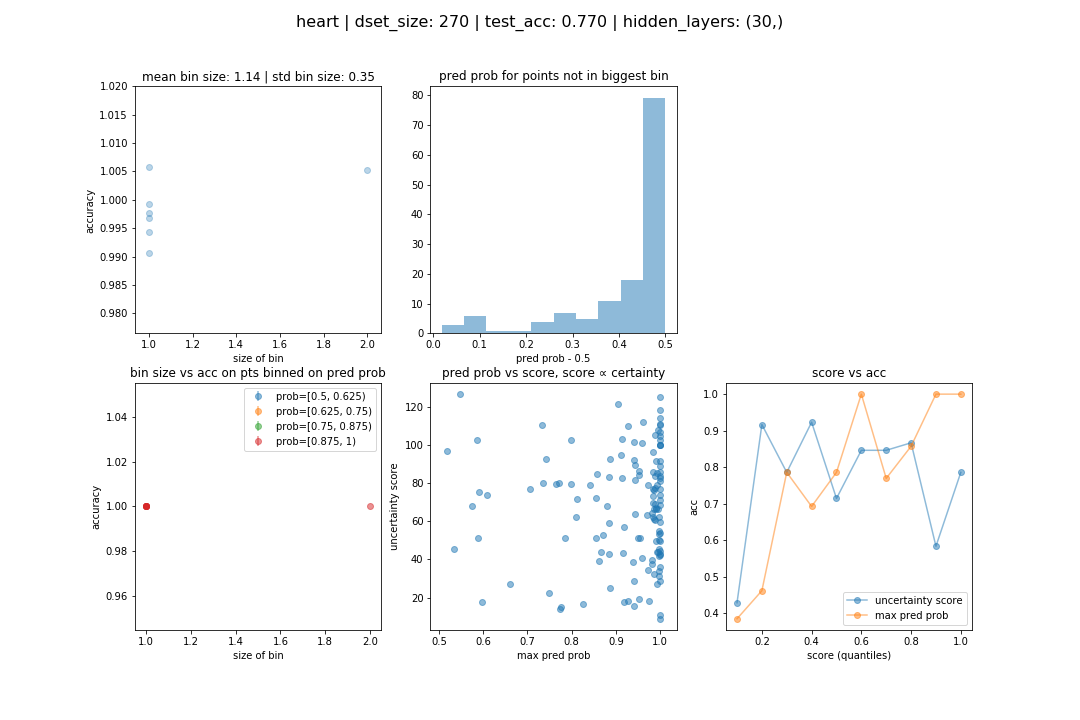 heart | dset_size: 270 | test_acc: 0.770 | hidden_layers: (30,)
mean bin size: 1.14 | std bin size: 0.35
1.020
1.015
1.010
1.005
1.000
0.995
0.990
0.985
0.980
accuracy
1.0 1.2 1.4 1.6 1.8 2.0
size of bin
pred prob for points not in biggest bin
80
70
60
50
40
30
20
10
0
0.0 0.1 0.2 0.3 0.4 0.5
pred prob - 0.5
bin size vs acc on pts binned on pred prob
prob=[0.5, 0.625)
prob=[0.625, 0.75)
prob=[0.75, 0.875)
prob=[0.875, 1)
1.04
1.02
1.00
0.98
0.96
accuracy
1.0 1.2 1.4 1.6 1.8 2.0
size of bin
pred prob vs score, score ∝ certainty
120
100
80
60
40
20
uncertainty score
0.5 0.6 0.7 0.8 0.9 1.0
max pred prob
score vs acc
1.0
0.9
0.8
0.7
0.6
0.5
0.4
acc
uncertainty score
max pred prob
0.2 0.4 0.6 0.8 1.0
score (quantiles)